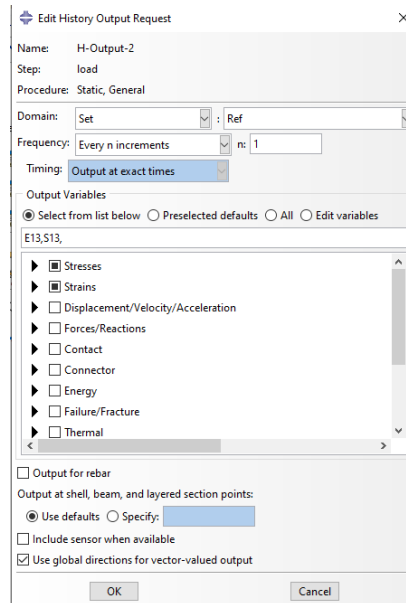 Edit History Output Request
Name: H-Output-2
Step: load
Procedure: Static, General
Domain: Set : Ref
Frequency: Every n increments n: 1
Timing: Output at exact times
Output Variables
Select from list below Preselected defaults All Edit variables
E13,S13,
Stresses
Strains
Displacement/Velocity/Acceleration
Forces/Reactions
Contact
Connector
Energy
Failure/Fracture
Thermal
Output for rebar
Output at shell, beam, and layered section points:
Use defaults Specify:
Include sensor when available
Use global directions for vector-valued output
OK Cancel